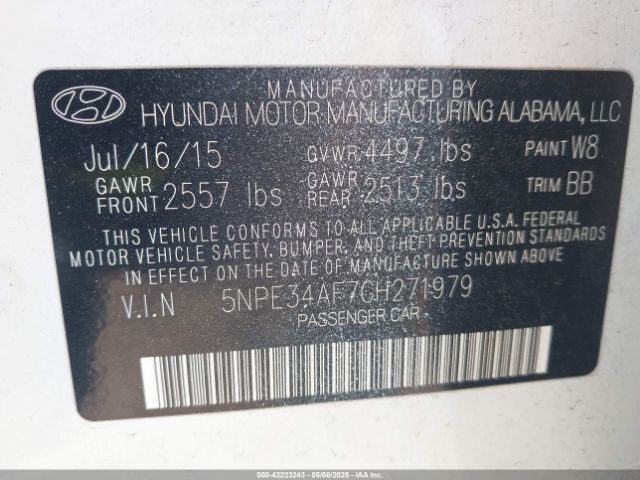 MANUFACTURED BY
HYUNDAI MOTOR MANUFACTURING ALABAMA, LLC
Jul/16/15 GVWR 4497 lbs PAINT W8
GAWR FRONT 2557 lbs GAWR REAR 2513 lbs TRIM BB
THIS VEHICLE CONFORMS TO ALL APPLICABLE U.S.A. FEDERAL
MOTOR VEHICLE SAFETY, BUMPER, AND THEFT PREVENTION STANDARDS
IN EFFECT ON THE DATE OF MANUFACTURE SHOWN ABOVE.
V.I.N 5NPE34AF7GH271979
PASSENGER CAR -
000-42223243 05/08/2025 - Copyright © IAA, LLC